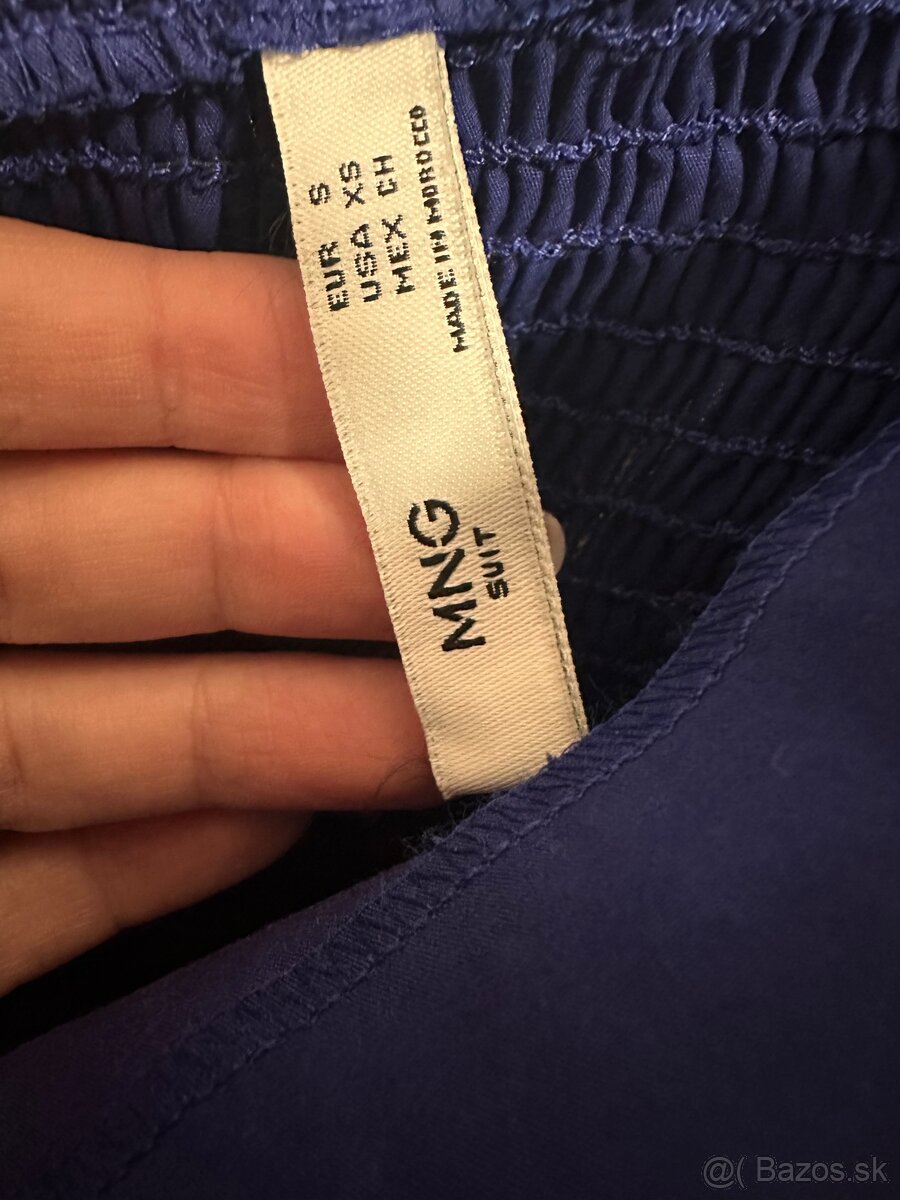 EUR S
USA XS
MEX CH
MADE IN MOROCCO
MNG
SUIT
@( Bazos.sk